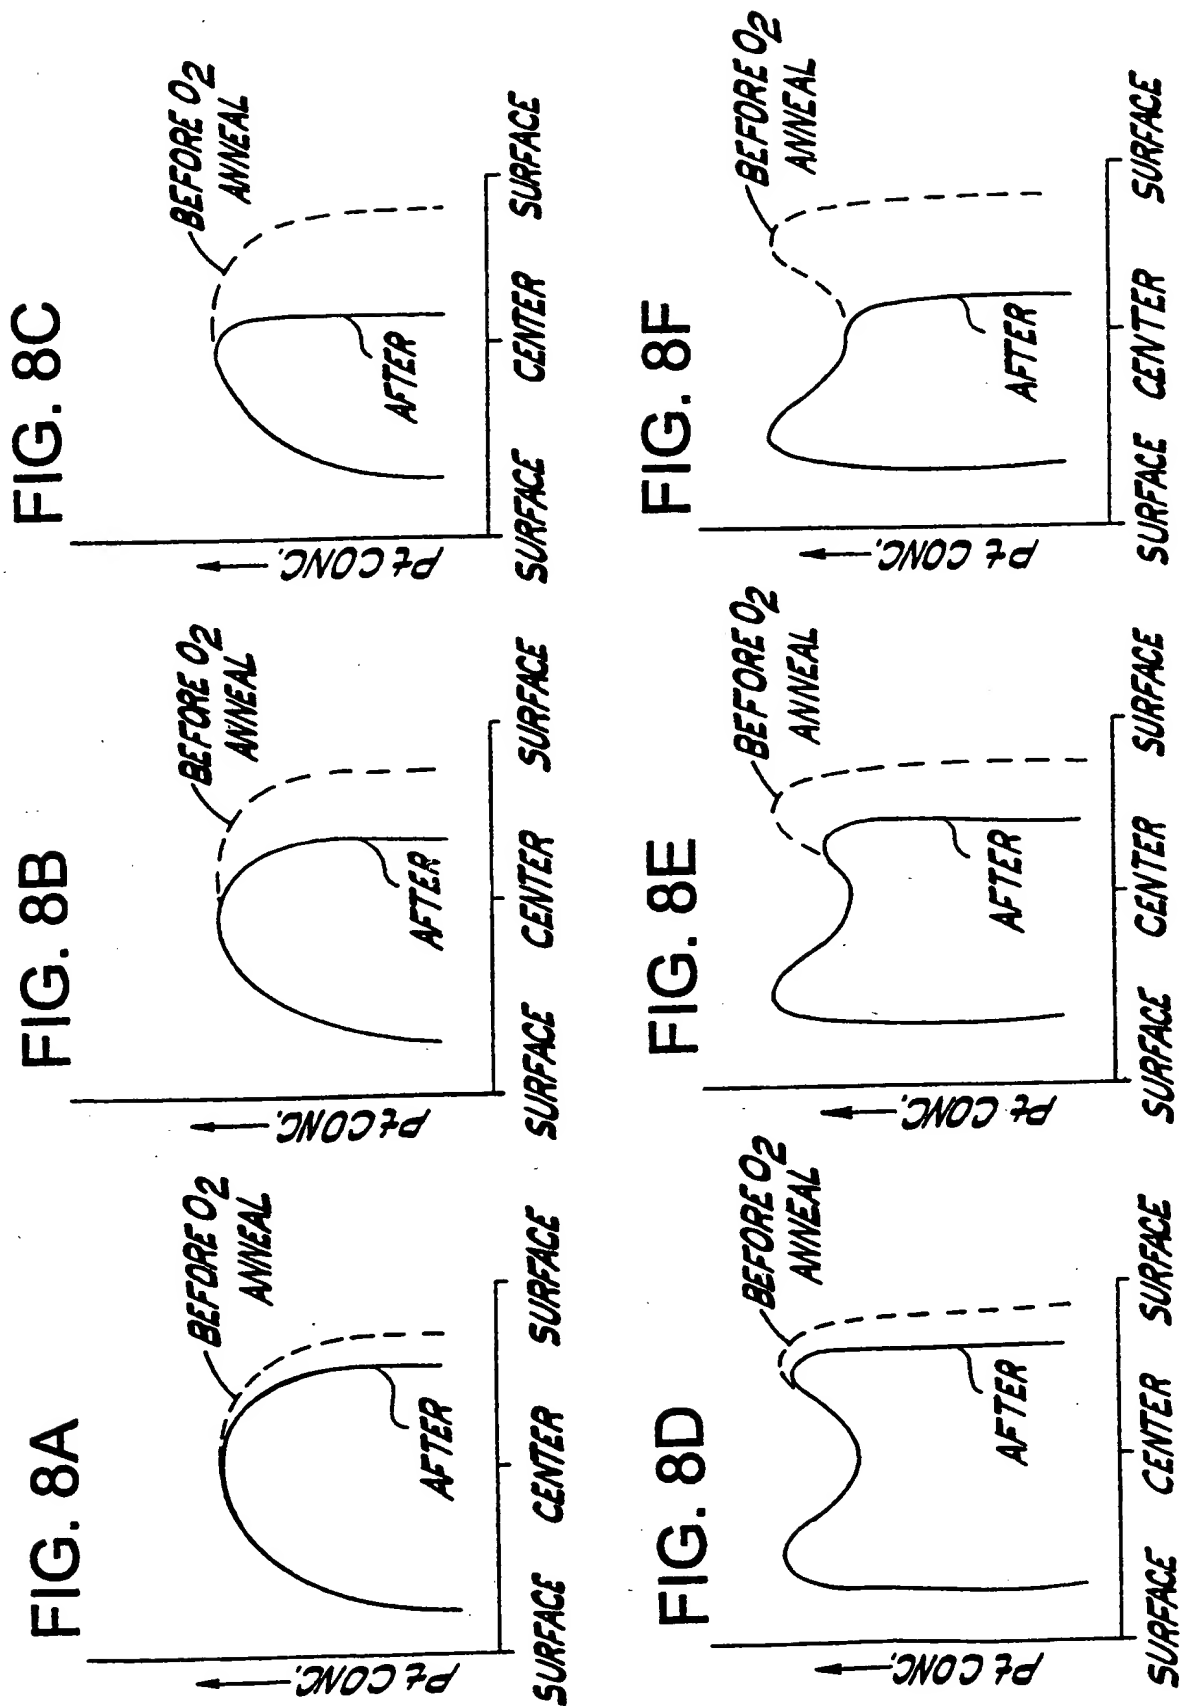 FIG. 8A
BEFORE O2
ANNEAL
AFTER
Pt CONC.
SURFACE CENTER SURFACE
FIG. 8B
BEFORE O2
ANNEAL
AFTER
Pt CONC.
SURFACE CENTER SURFACE
FIG. 8C
BEFORE O2
ANNEAL
AFTER
Pt CONC.
SURFACE CENTER SURFACE
FIG. 8D
BEFORE O2
ANNEAL
AFTER
Pt CONC.
SURFACE CENTER SURFACE
FIG. 8E
BEFORE O2
ANNEAL
AFTER
Pt CONC.
SURFACE CENTER SURFACE
FIG. 8F
BEFORE O2
ANNEAL
AFTER
Pt CONC.
SURFACE CENTER SURFACE